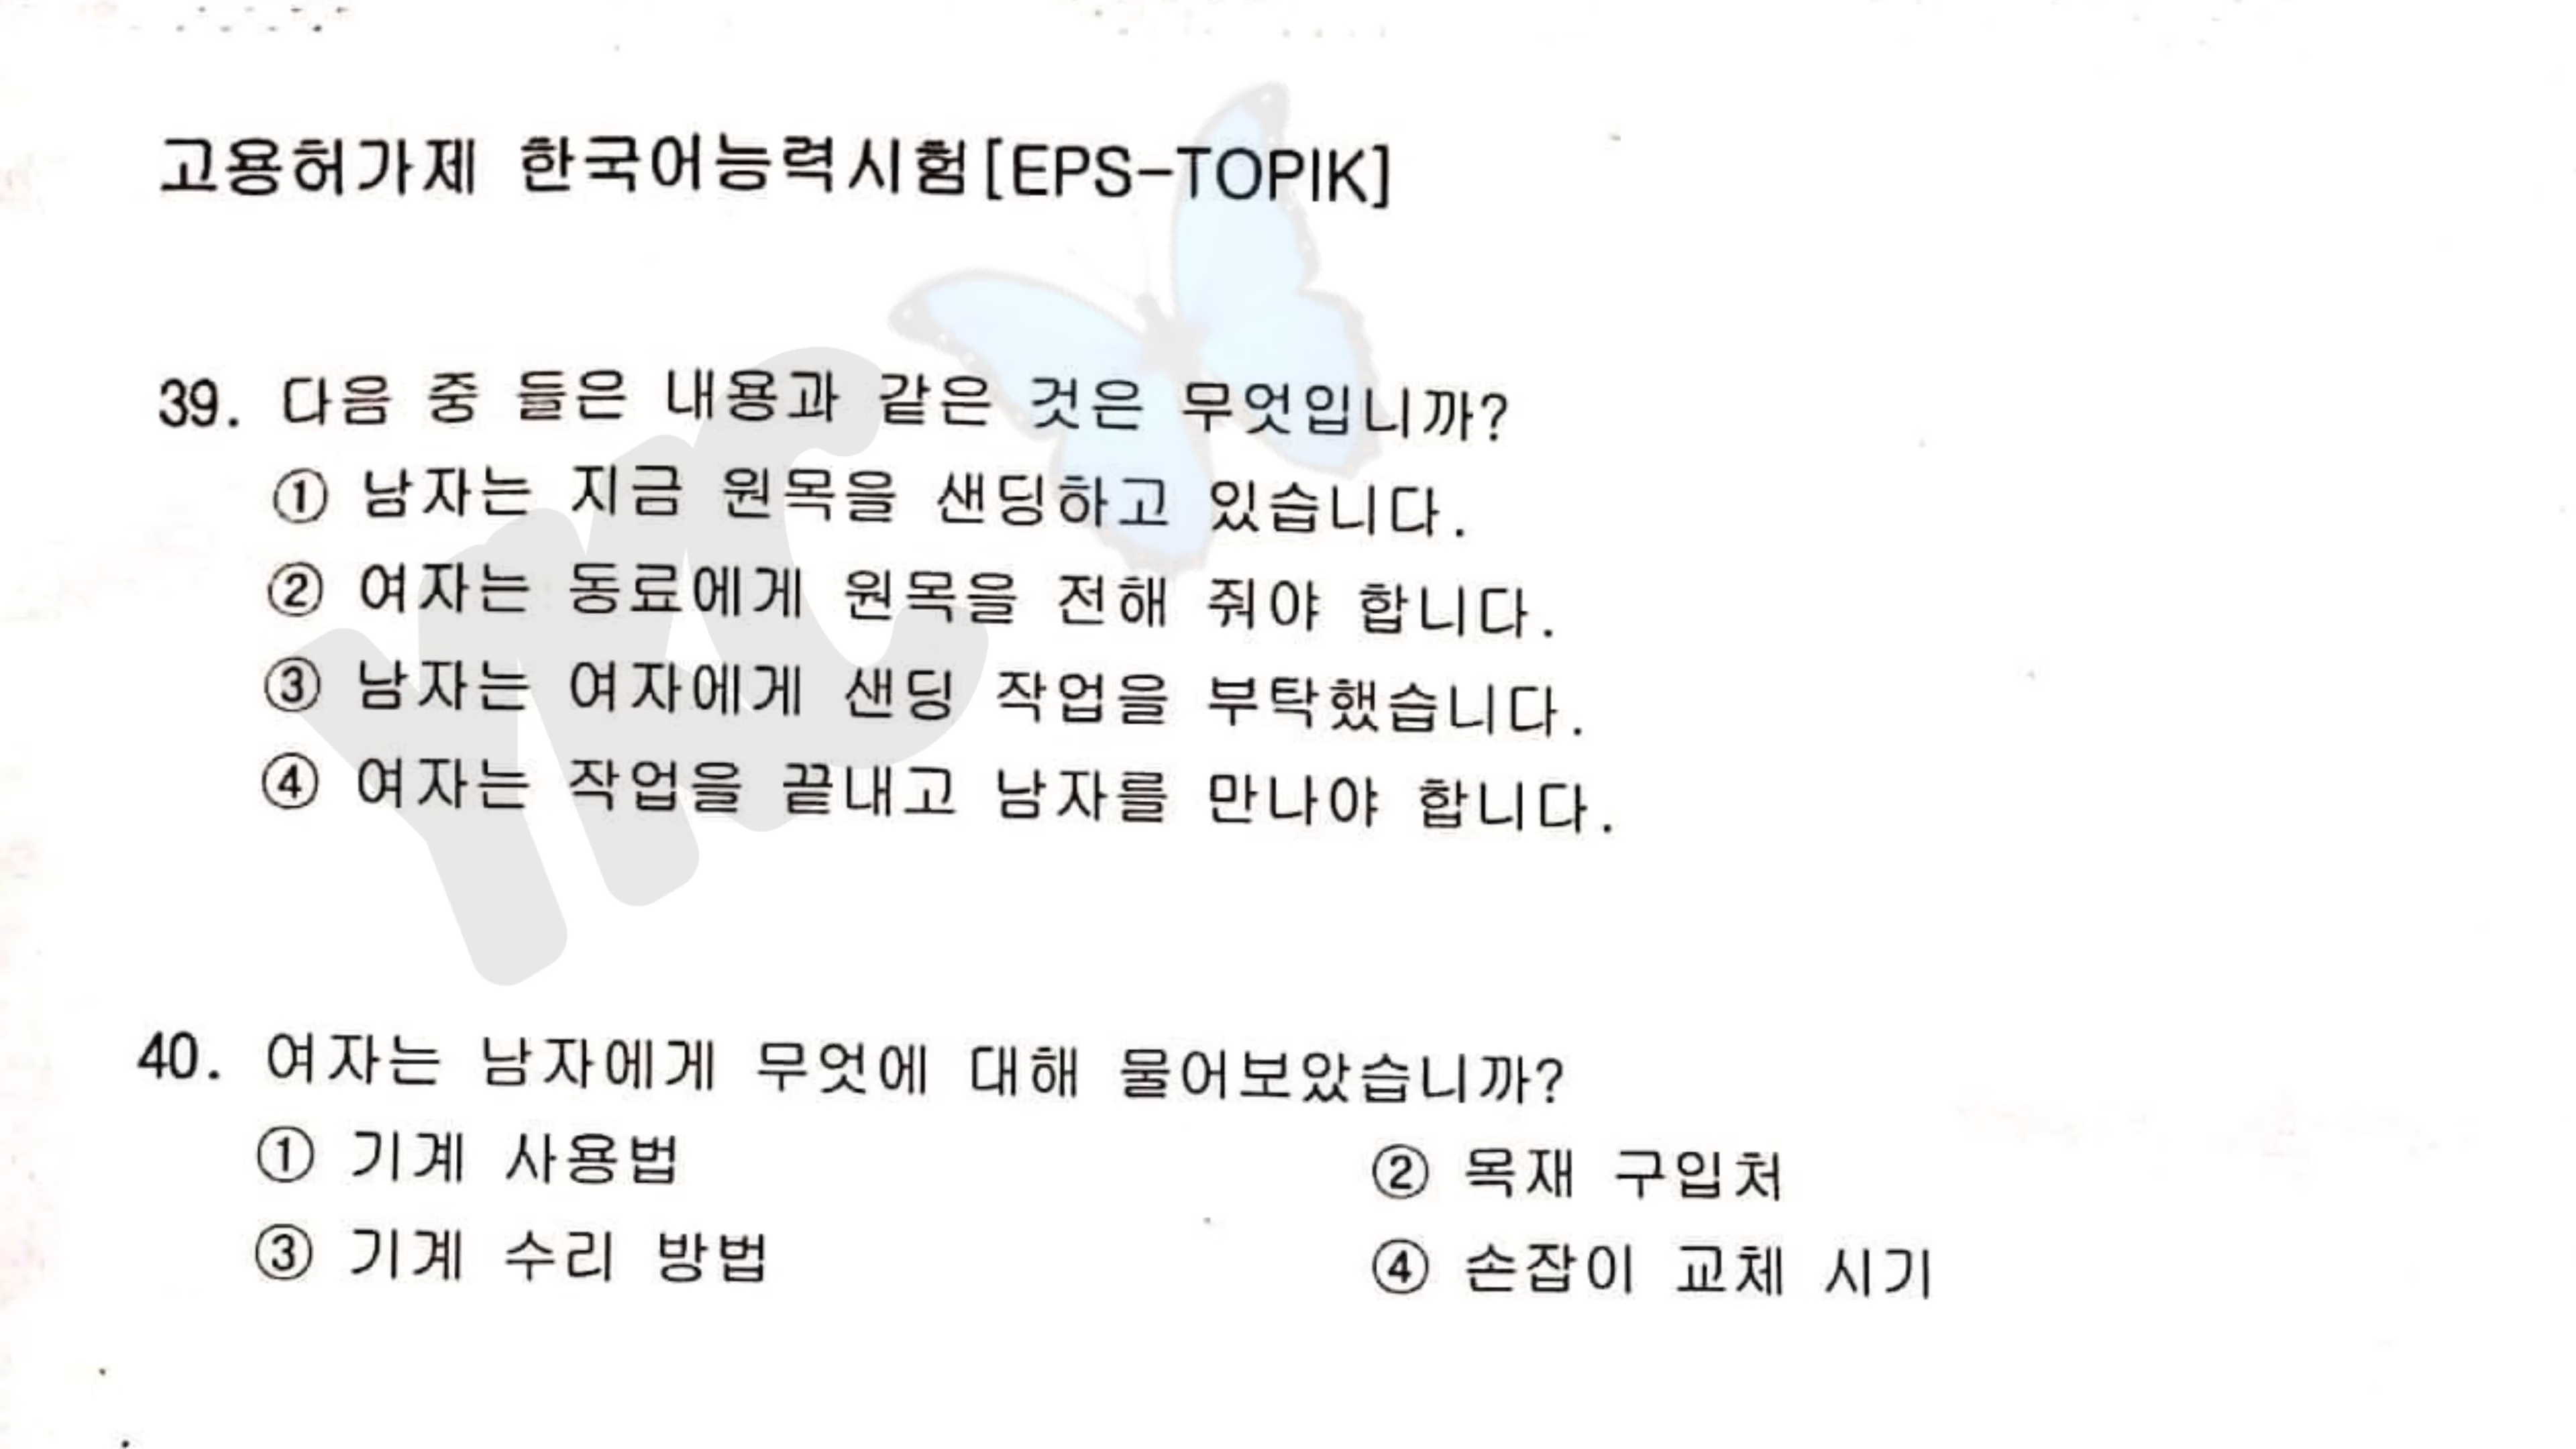 고용허가제 한국어능력시험[EPS-TOPIK]
39. 다음 중 들은 내용과 같은 것은 무엇입니까?
① 남자는 지금 원목을 샌딩하고 있습니다.
② 여자는 동료에게 원목을 전해 줘야 합니다.
③ 남자는 여자에게 샌딩 작업을 부탁했습니다.
④ 여자는 작업을 끝내고 남자를 만나야 합니다.
YKC
40. 여자는 남자에게 무엇에 대해 물어보았습니까?
① 기계 사용법 ② 목재 구입처
③ 기계 수리 방법 ④ 손잡이 교체 시기